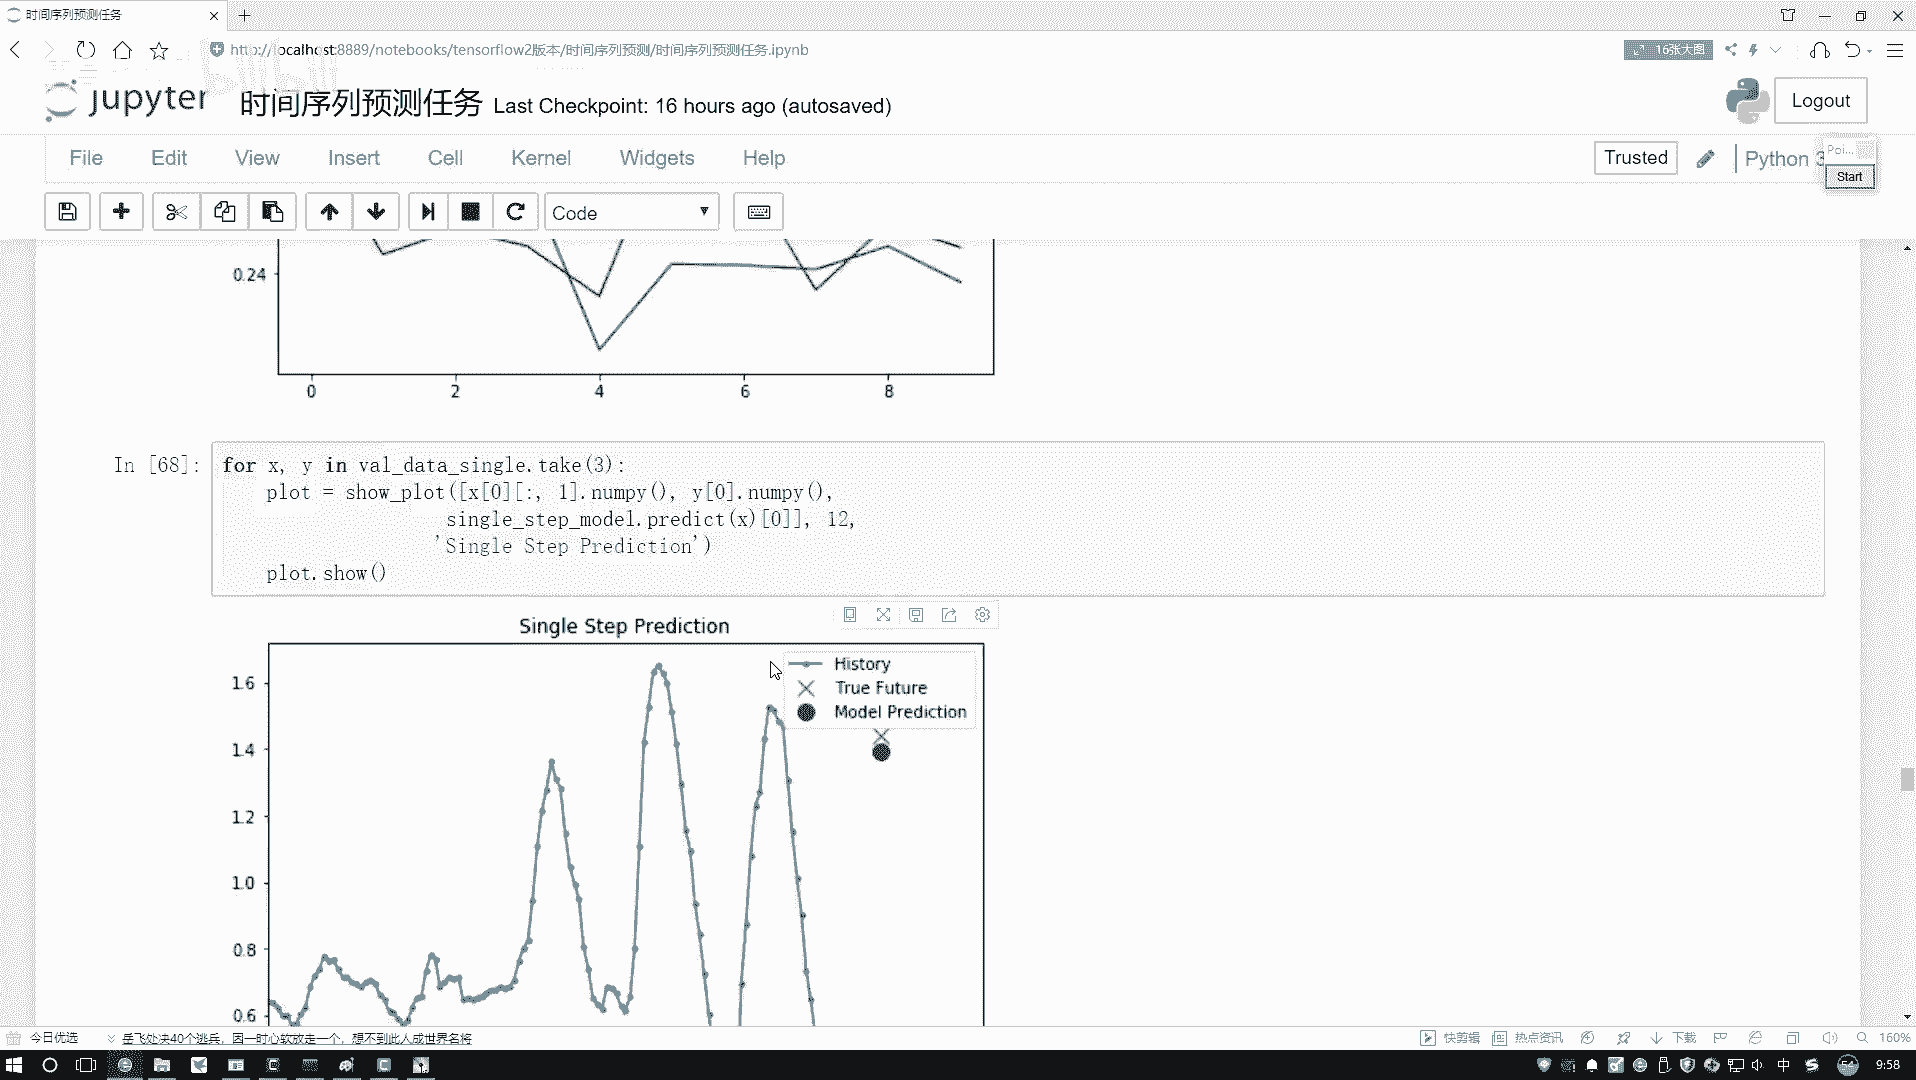 时间序列预测任务
http://localhost:8889/notebooks/tensorflow2版本/时间序列预测/时间序列预测任务.ipynb
16张大图
jupyter 时间序列预测任务 Last Checkpoint: 16 hours ago (autosaved)
Logout
File Edit View Insert Cell Kernel Widgets Help
Trusted
Python 3
Poi...
Start
Code
0.24
0 2 4 6 8
In [68]:
for x, y in val_data_single.take(3):
plot = show_plot([x[0][:, 1].numpy(), y[0].numpy(),
single_step_model.predict(x)[0]], 12,
'Single Step Prediction')
plot.show()
Single Step Prediction
History
True Future
Model Prediction
1.6
1.4
1.2
1.0
0.8
0.6
今日优选
岳飞处决40个逃兵，因一时心软放走一个，想不到此人成世界名将
快剪辑
热点资讯
下载
160%
中
54
9:58